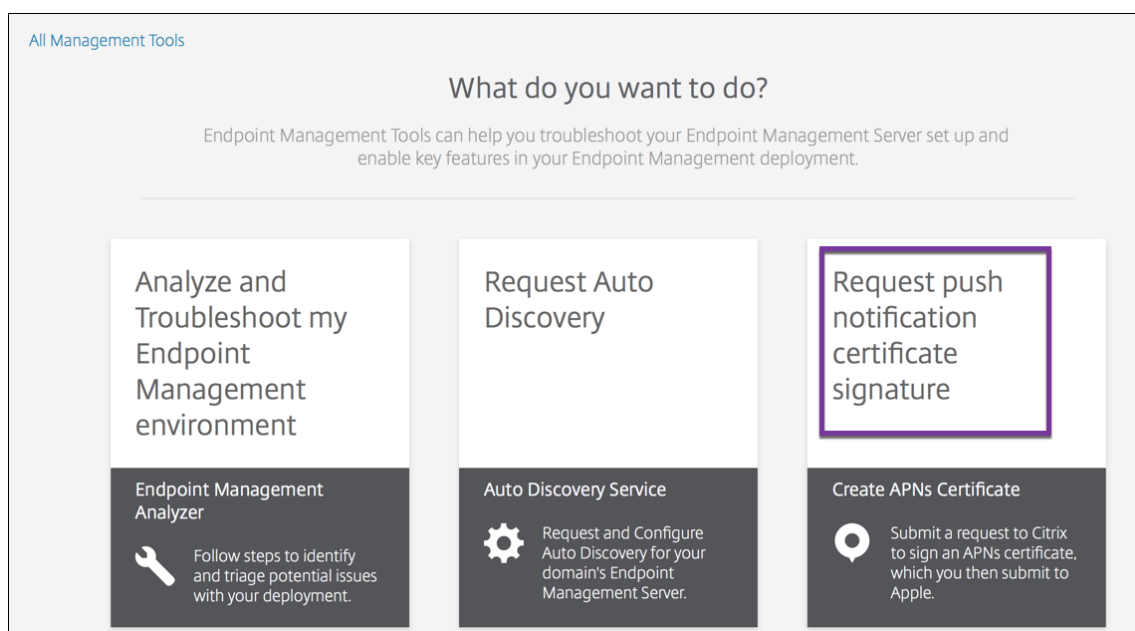 All Management Tools
What do you want to do?
Endpoint Management Tools can help you troubleshoot your Endpoint Management Server set up and
enable key features in your Endpoint Management deployment.
Analyze and
Troubleshoot my
Endpoint
Management
environment
Endpoint Management
Analyzer
Follow steps to identify
and triage potential issues
with your deployment.
Request Auto
Discovery
Auto Discovery Service
Request and Configure
Auto Discovery for your
domain's Endpoint
Management Server.
Request push
notification
certificate
signature
Create APNs Certificate
Submit a request to Citrix
to sign an APNs certificate,
which you then submit to
Apple.